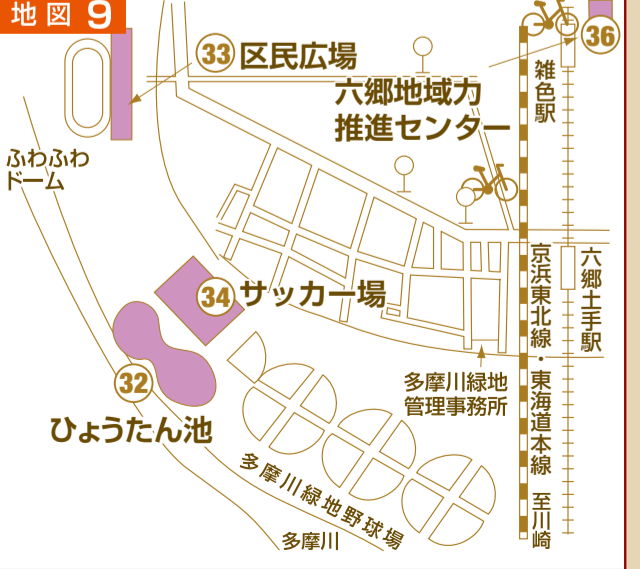 地図9
33 区民広場
36
六郷地域力
推進センター
雑色駅
ふわふわ
ドーム
34 サッカー場
京浜東北線・東海道本線 至川崎
六郷土手駅
32
ひょうたん池
多摩川緑地
管理事務所
多摩川緑地野球場
多摩川